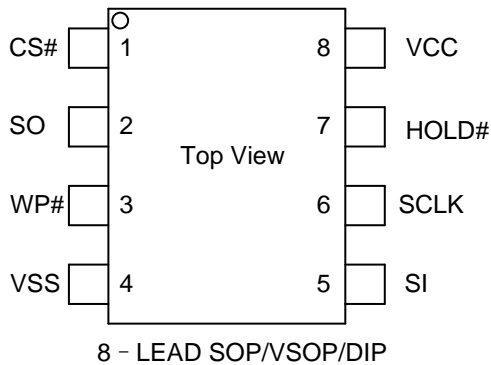 CS# 1 8 VCC
SO 2 7 HOLD#
Top View
WP# 3 6 SCLK
VSS 4 5 SI
8 – LEAD SOP/VSOP/DIP